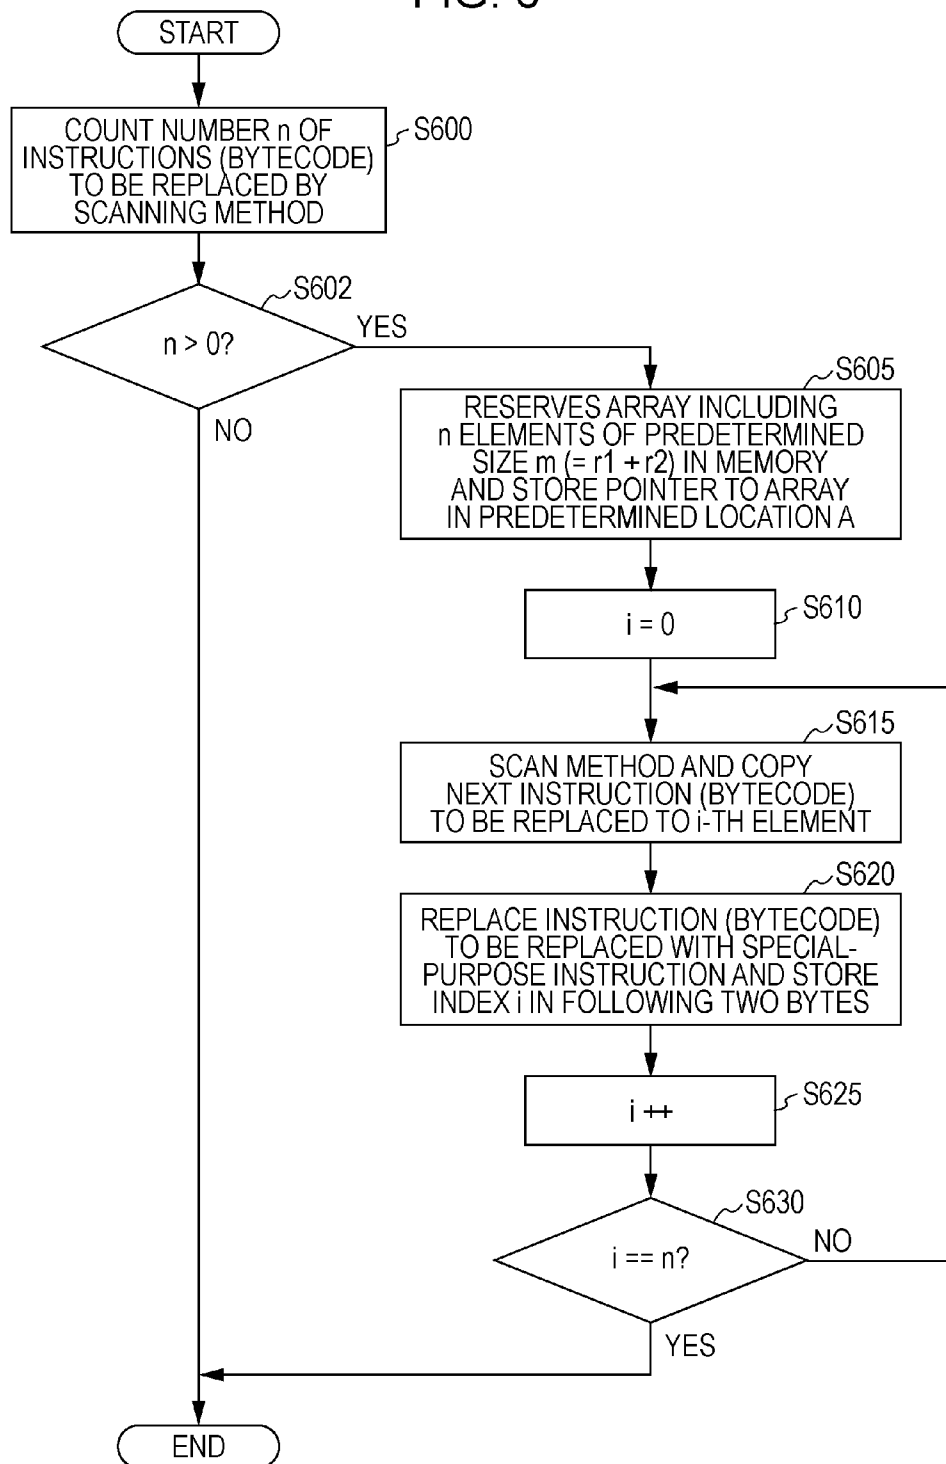 START
COUNT NUMBER n OF
INSTRUCTIONS (BYTECODE)
TO BE REPLACED BY
SCANNING METHOD
S600
S602
n > 0?
YES
NO
S605
RESERVES ARRAY INCLUDING
n ELEMENTS OF PREDETERMINED
SIZE m (= r1 + r2) IN MEMORY
AND STORE POINTER TO ARRAY
IN PREDETERMINED LOCATION A
i = 0
S610
S615
SCAN METHOD AND COPY
NEXT INSTRUCTION (BYTECODE)
TO BE REPLACED TO i-TH ELEMENT
S620
REPLACE INSTRUCTION (BYTECODE)
TO BE REPLACED WITH SPECIAL-
PURPOSE INSTRUCTION AND STORE
INDEX i IN FOLLOWING TWO BYTES
i ++
S625
S630
i == n?
NO
YES
END